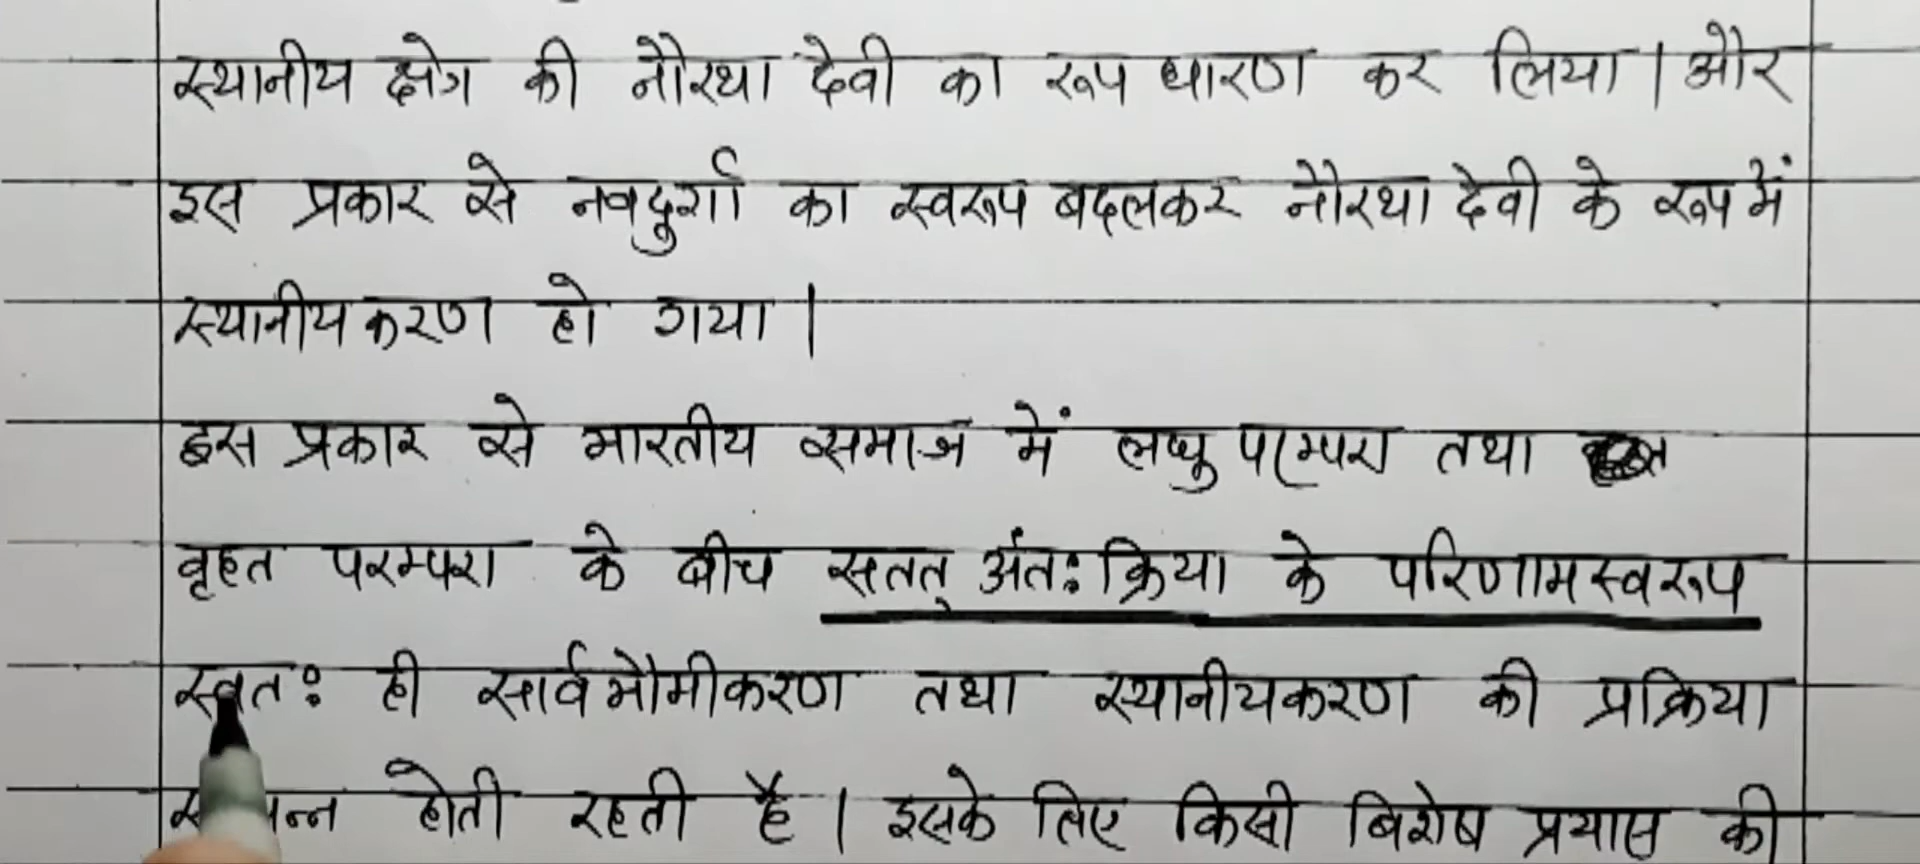 स्थानीय क्षेत्र की नौरथा देवी का रूप धारण कर लिया । और
इस प्रकार से नवदुर्गा का स्वरूप बदलकर नौरथा देवी के रूप में
स्थानीयकरण हो गया ।
इस प्रकार से भारतीय समाज में लघु परम्परा तथा
वृहत परम्परा के बीच सतत् अंतःक्रिया के परिणामस्वरूप
स्वतः ही सार्वभौमीकरण तथा स्थानीयकरण की प्रक्रिया
होती रहती है । इसके लिए किसी विशेष प्रयास की